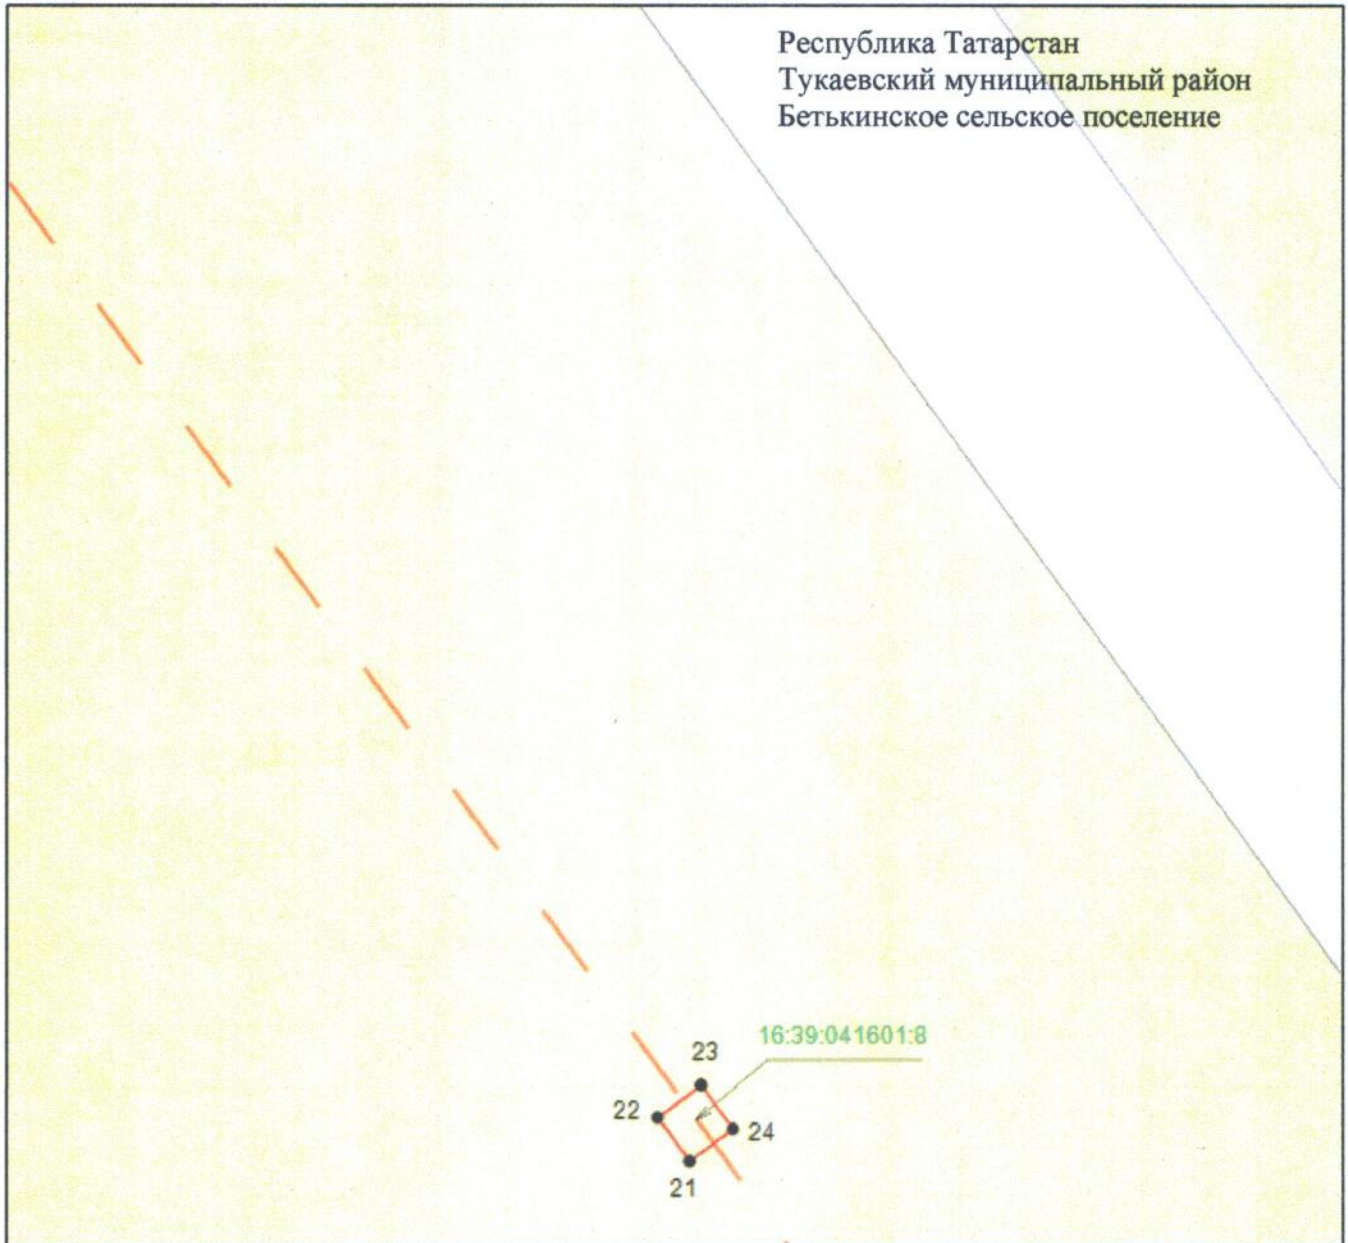 Республика Татарстан
Тукаевский муниципальный район
Бетькинское сельское поселение
16:39:041601:8
23
22
24
21